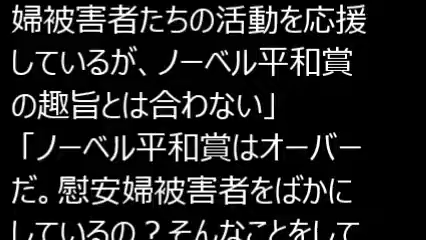 婦被害者たちの活動を応援
しているが、ノーベル平和賞
の趣旨とは合わない」
「ノーベル平和賞はオーバー
だ。慰安婦被害者をばかに
しているの？そんなことをして